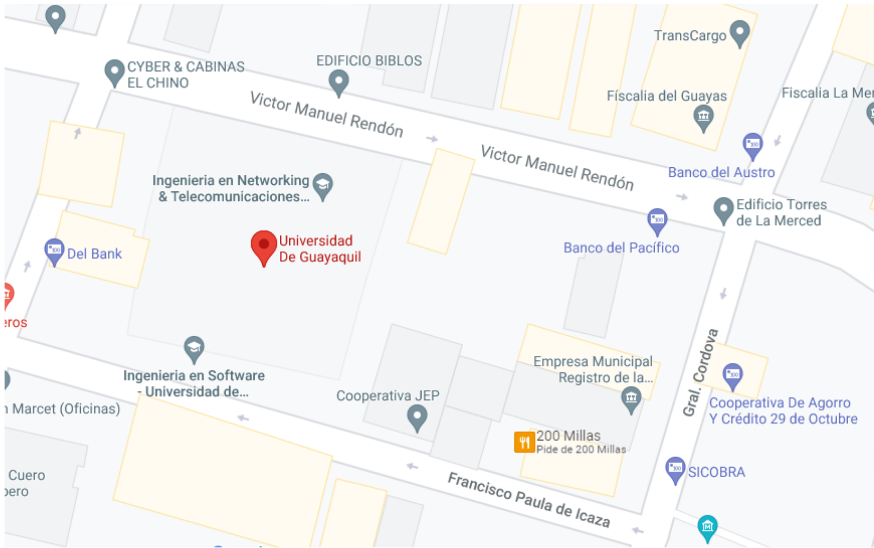 TransCargo
CYBER & CABINAS
EL CHINO
EDIFICIO BIBLOS
Victor Manuel Rendón
Fiscalia del Guayas
Fiscalia La Mer
Victor Manuel Rendón
Banco del Austro
Ingenieria en Networking
& Telecomunicaciones...
Edificio Torres
de La Merced
Universidad
De Guayaquil
Banco del Pacífico
Del Bank
eros
Gral. Cordova
Ingenieria en Software
- Universidad de...
Empresa Municipal
Registro de la...
Cooperativa JEP
n Marcet (Oficinas)
Cooperativa De Agorro
Y Crédito 29 de Octubre
200 Millas
Pide de 200 Millas
SICOBRA
Cuero
pero
Francisco Paula de Icaza